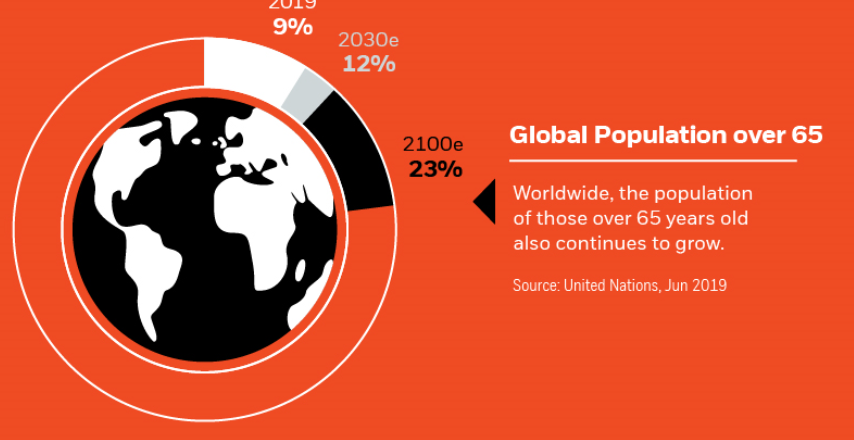 2019
9%
2030e
12%
2100e
23%
Global Population over 65
Worldwide, the population
of those over 65 years old
also continues to grow.
Source: United Nations, Jun 2019